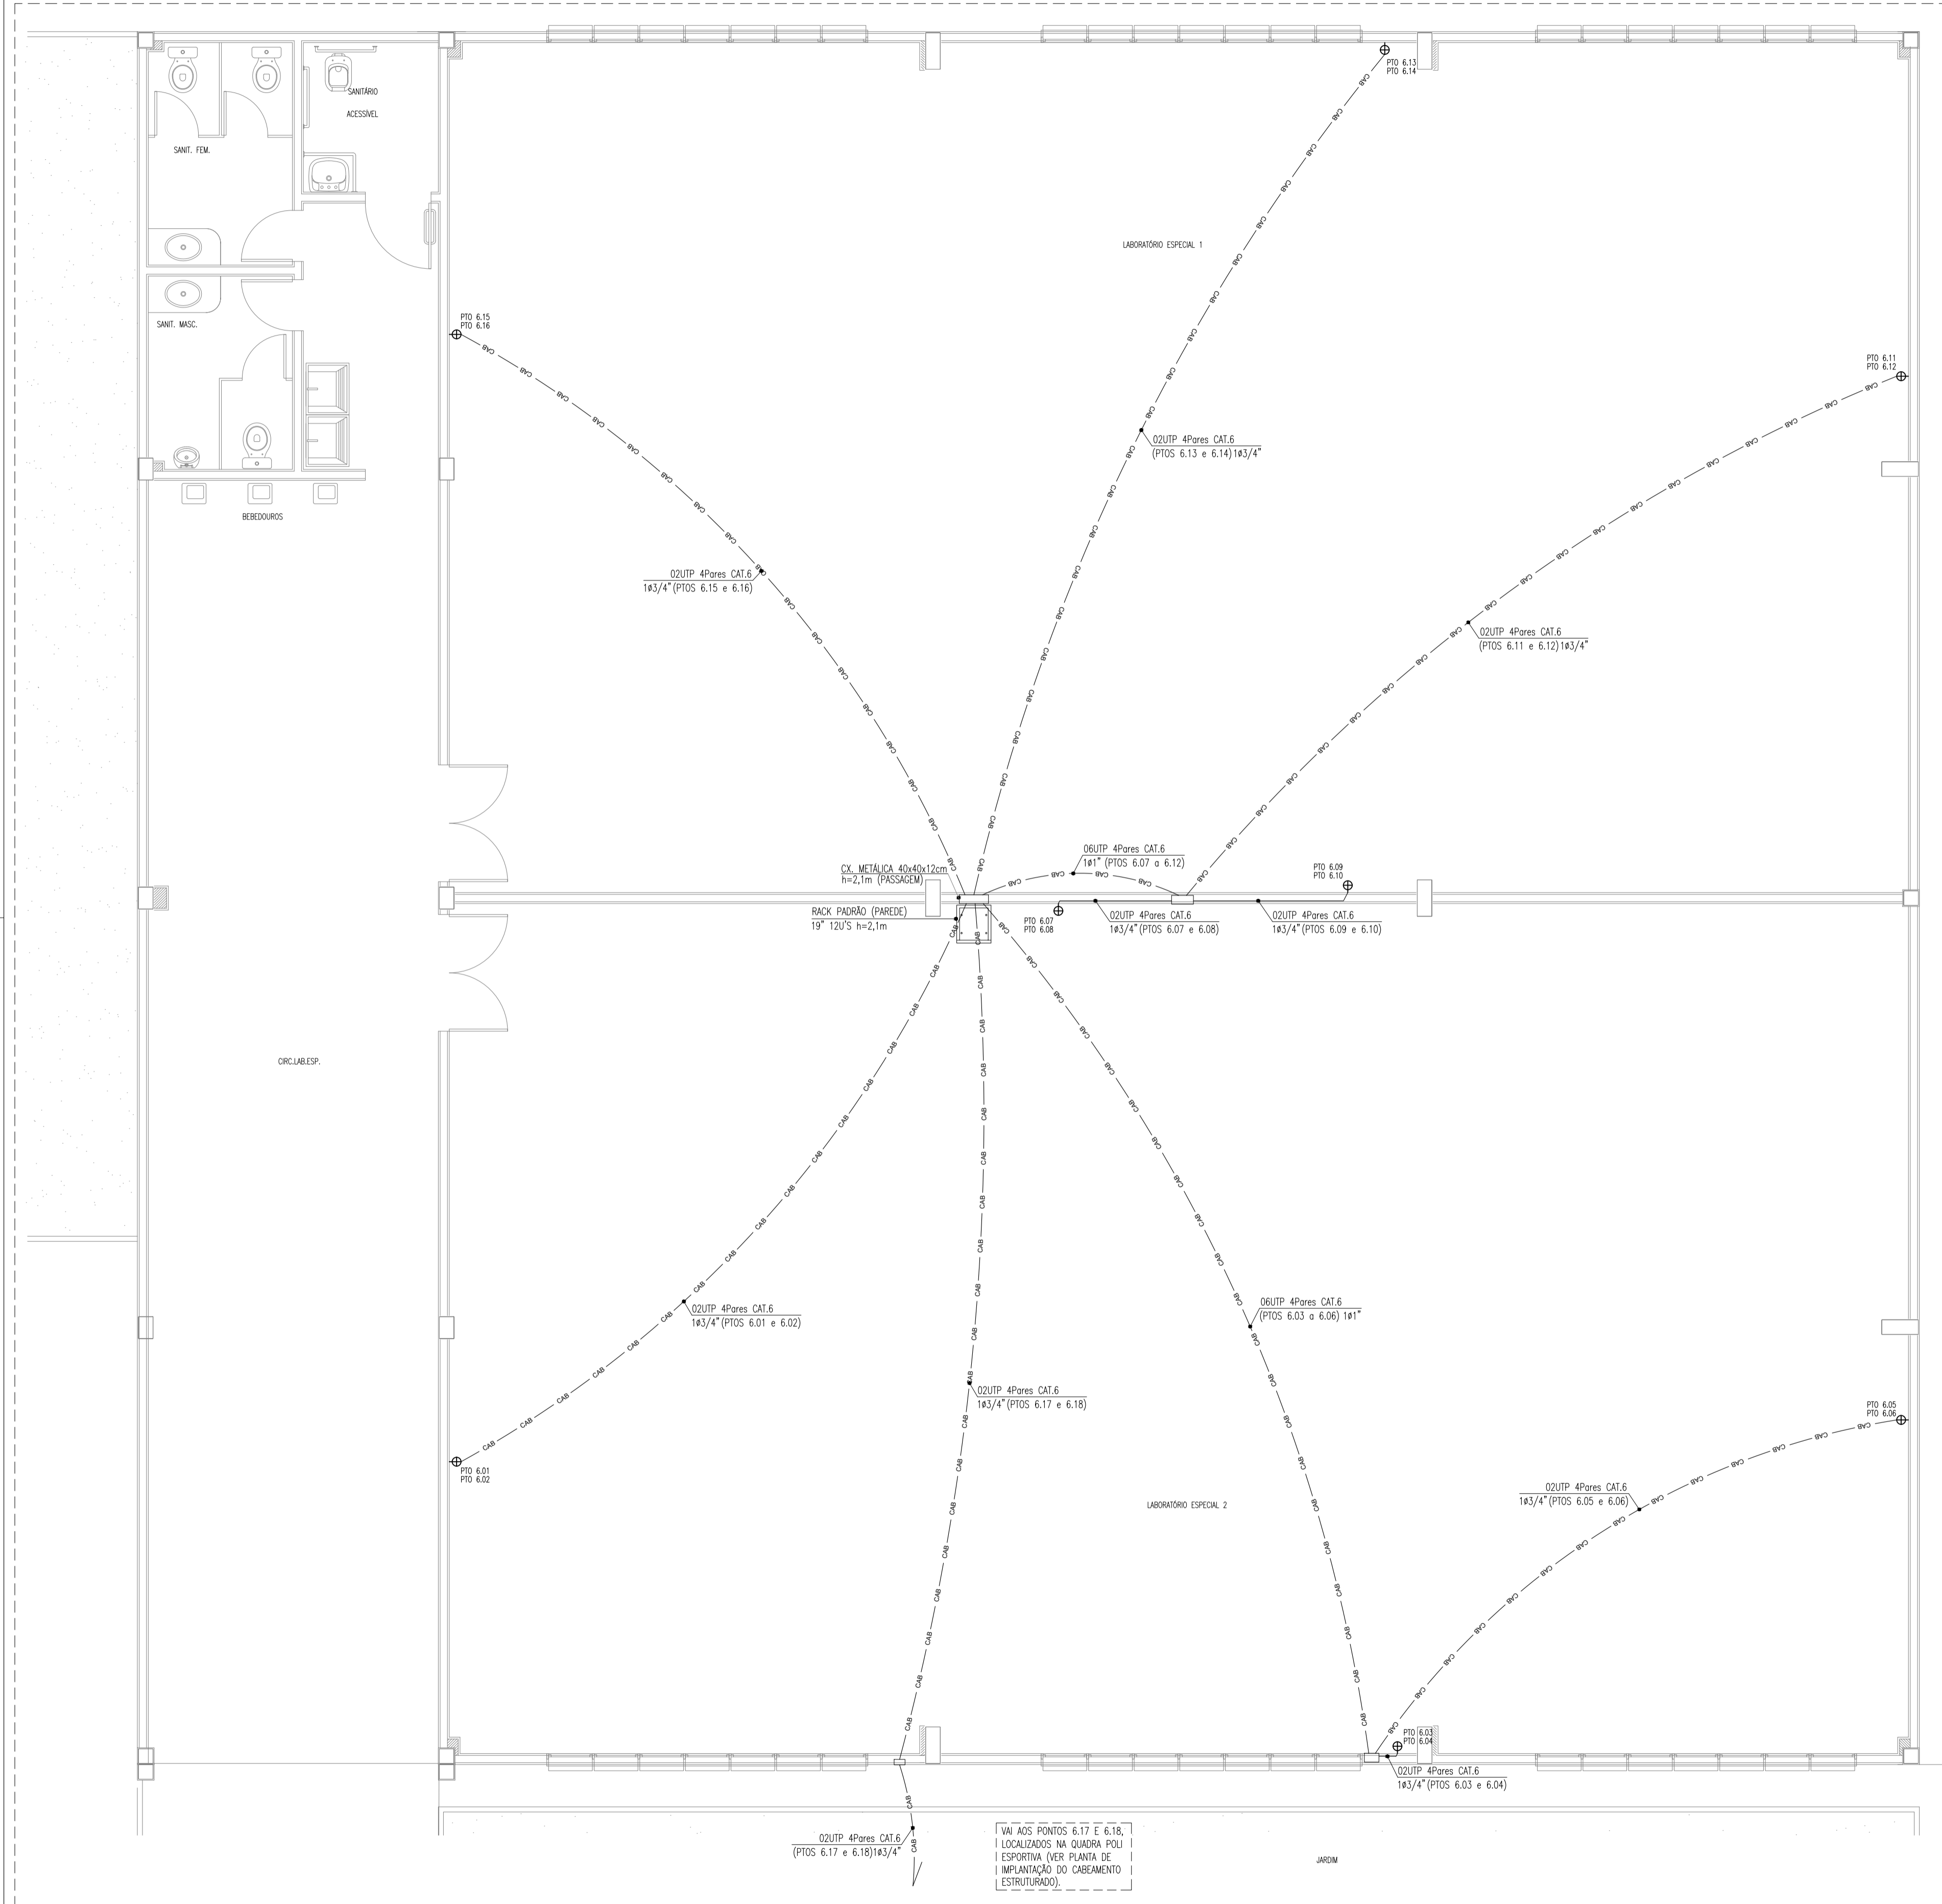 PTO 6.13
PTO 6.14
SANITÁRIO
ACESSÍVEL
SANIT. FEM.
LABORATÓRIO ESPECIAL 1
SANIT. MASC.
PTO 6.15
PTO 6.16
PTO 6.11
PTO 6.12
02UTP 4Pares CAT.6
(PTOS 6.13 e 6.14)1ø3/4"
BEBEDOUROS
02UTP 4Pares CAT.6
1ø3/4"(PTOS 6.15 e 6.16)
02UTP 4Pares CAT.6
(PTOS 6.11 e 6.12)1ø3/4"
06UTP 4Pares CAT.6
1ø1" (PTOS 6.07 a 6.12)
CX. METÁLICA 40x40x12cm
h=2,1m (PASSAGEM)
PTO 6.09
PTO 6.10
RACK PADRÃO (PAREDE)
19" 12U'S h=2,1m
PTO 6.07
PTO 6.08
02UTP 4Pares CAT.6
1ø3/4"(PTOS 6.07 e 6.08)
02UTP 4Pares CAT.6
1ø3/4"(PTOS 6.09 e 6.10)
CIRC.LAB.ESP.
02UTP 4Pares CAT.6
1ø3/4"(PTOS 6.01 e 6.02)
06UTP 4Pares CAT.6
(PTOS 6.03 a 6.06) 1ø1"
02UTP 4Pares CAT.6
1ø3/4"(PTOS 6.17 e 6.18)
PTO 6.05
PTO 6.06
PTO 6.01
PTO 6.02
02UTP 4Pares CAT.6
1ø3/4"(PTOS 6.05 e 6.06)
LABORATÓRIO ESPECIAL 2
PTO 6.03
PTO 6.04
02UTP 4Pares CAT.6
1ø3/4"(PTOS 6.03 e 6.04)
02UTP 4Pares CAT.6
(PTOS 6.17 e 6.18)1ø3/4"
VAI AOS PONTOS 6.17 E 6.18,
LOCALIZADOS NA QUADRA POLI
ESPORTIVA (VER PLANTA DE
IMPLANTAÇÃO DO CABEAMENTO
ESTRUTURADO).
JARDIM
CAB